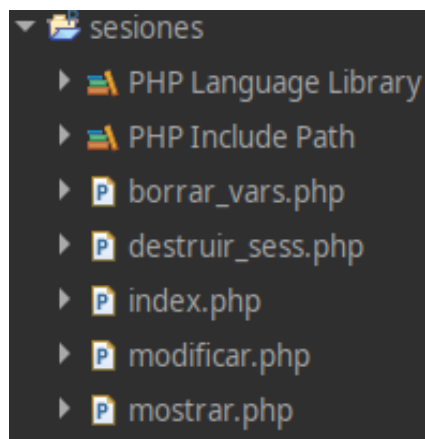 sesiones
PHP Language Library
PHP Include Path
borrar_vars.php
destruir_sess.php
index.php
modificar.php
mostrar.php